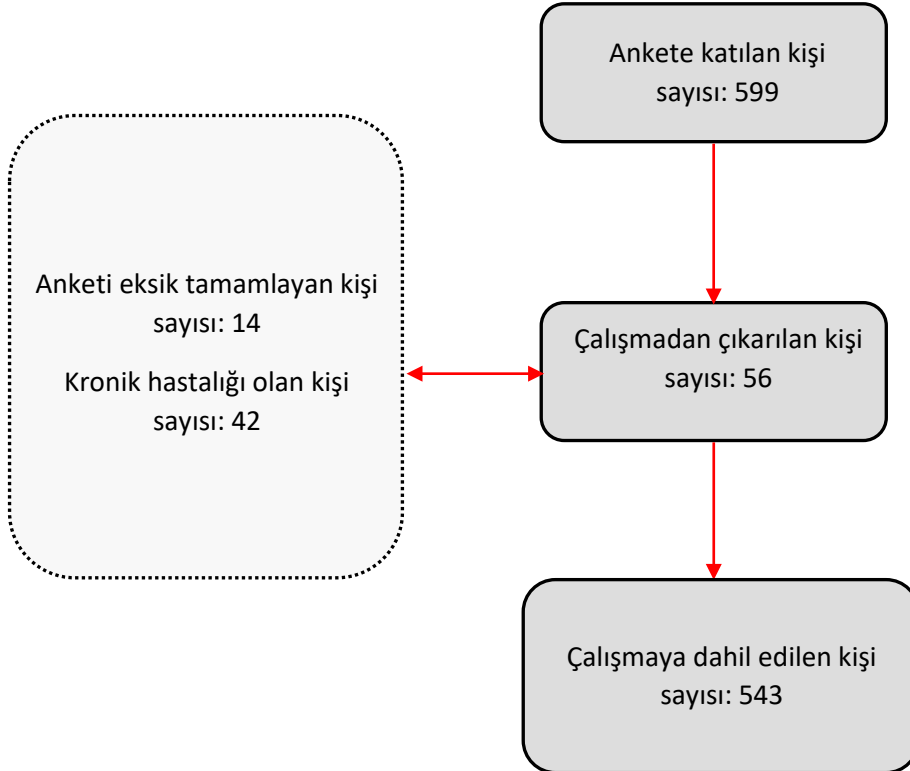 Ankete katılan kişi
sayısı: 599
Anketi eksik tamamlayan kişi
sayısı: 14
Kronik hastalığı olan kişi
sayısı: 42
Çalışmadan çıkarılan kişi
sayısı: 56
Çalışmaya dahil edilen kişi
sayısı: 543